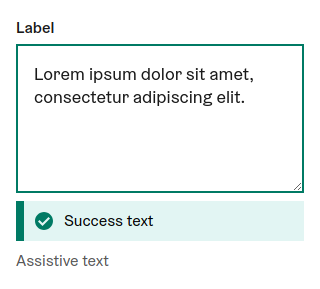 Label
Lorem ipsum dolor sit amet,
consectetur adipiscing elit.
Success text
Assistive text